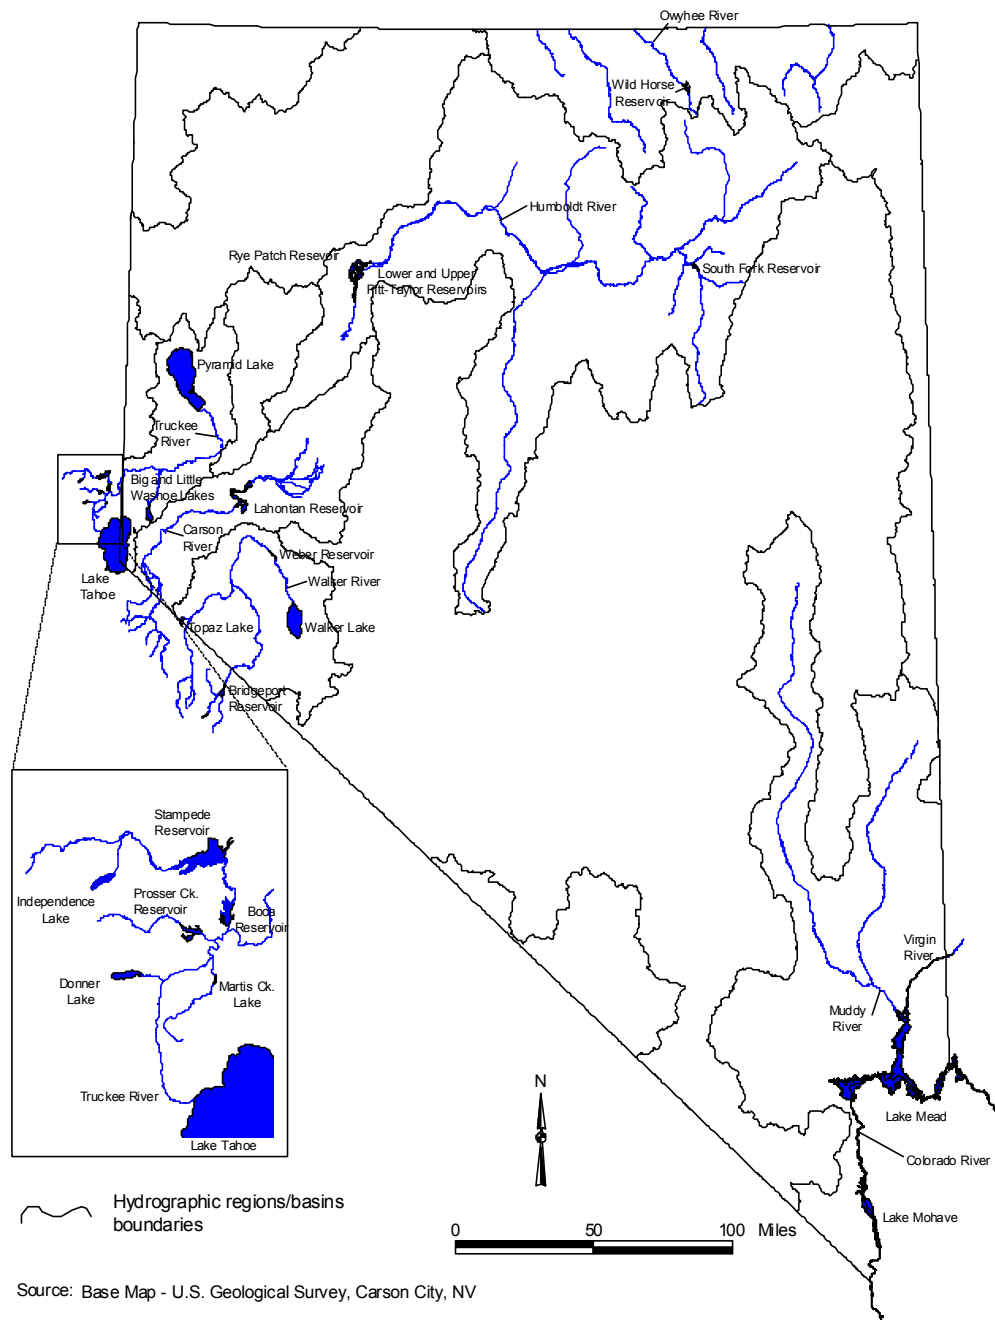 Owyhee River
Wild Horse
Reservoir
Humboldt River
Rye Patch Resevoir
Lower and Upper
Pitt-Taylor Reservoirs
South Fork Reservoir
Pyramid Lake
Truckee
River
Big and Little
Washoe Lakes
Lahontan Reservoir
Carson
River
Weber Reservoir
Lake
Tahoe
Walker River
Topaz Lake
Walker Lake
Bridgeport
Reservoir
Stampede
Reservoir
Independence
Lake
Prosser Ck.
Reservoir
Boca
Reservoir
Donner
Lake
Martis Ck.
Lake
Truckee River
Lake Tahoe
Virgin
River
Muddy
River
Lake Mead
Colorado River
Lake Mohave
N
Hydrographic regions/basins
boundaries
0 50 100 Miles
Source: Base Map - U.S. Geological Survey, Carson City, NV